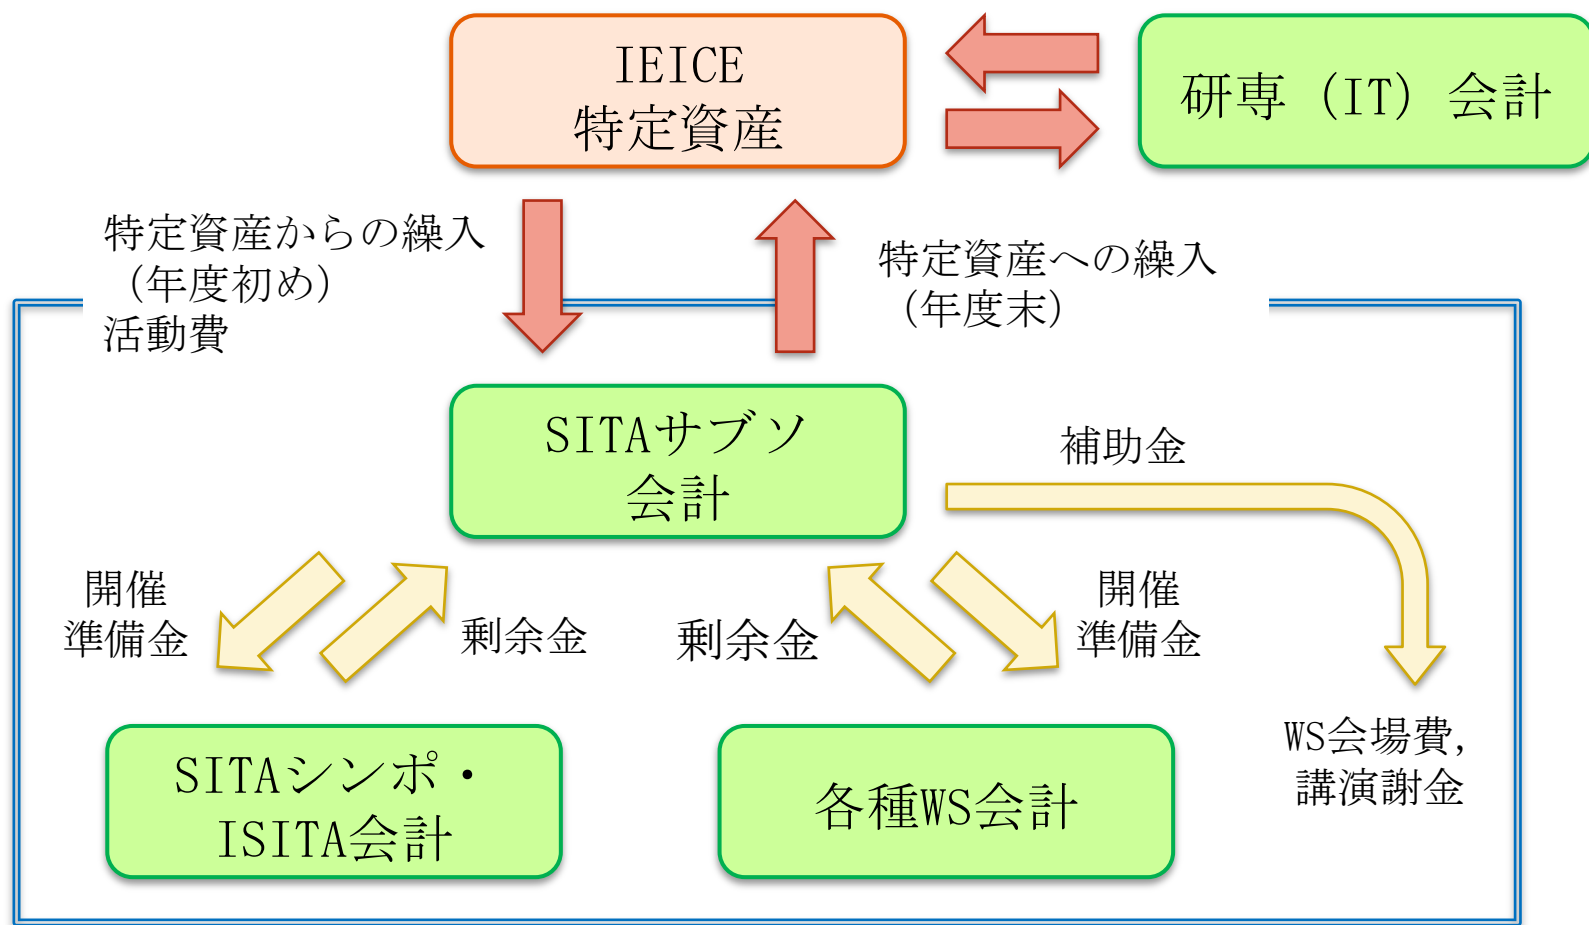 IEICE
特定資産
研専（IT）会計
特定資産からの繰入
（年度初め）
活動費
特定資産への繰入
（年度末）
SITAサブソ
会計
補助金
開催
準備金
剰余金
剰余金
開催
準備金
SITAシンポ・
ISITA会計
各種WS会計
WS会場費,
講演謝金